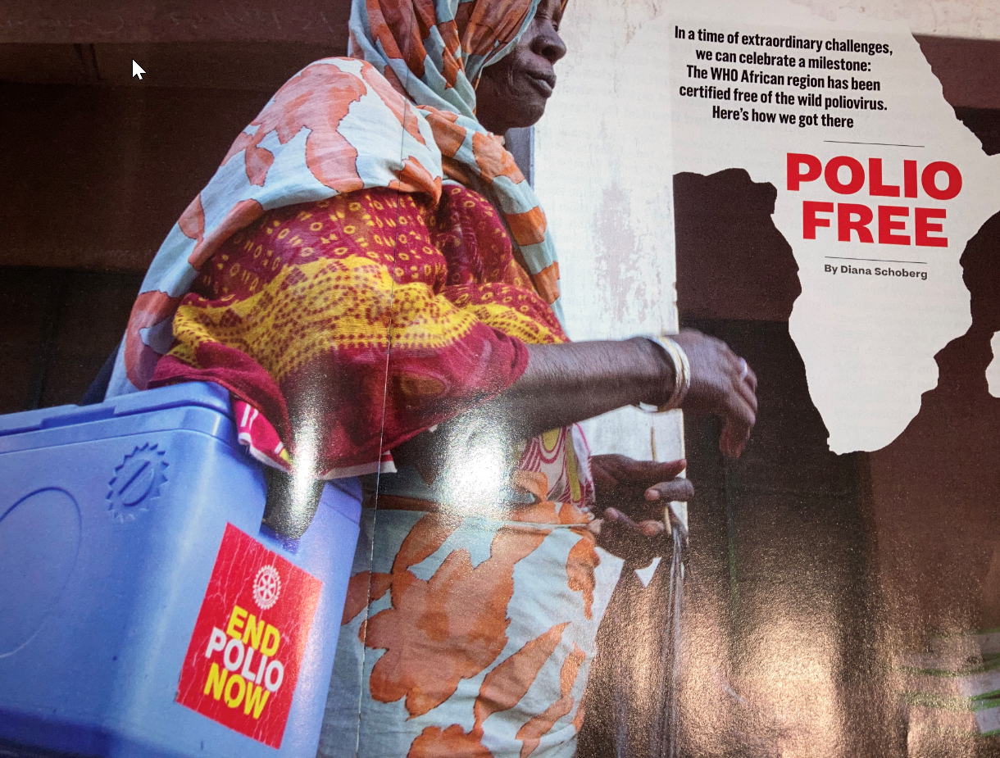 In a time of extraordinary challenges,
we can celebrate a milestone:
The WHO African region has been
certified free of the wild poliovirus.
Here's how we got there
POLIO
FREE
By Diana Schoberg
END
POLIO
NOW